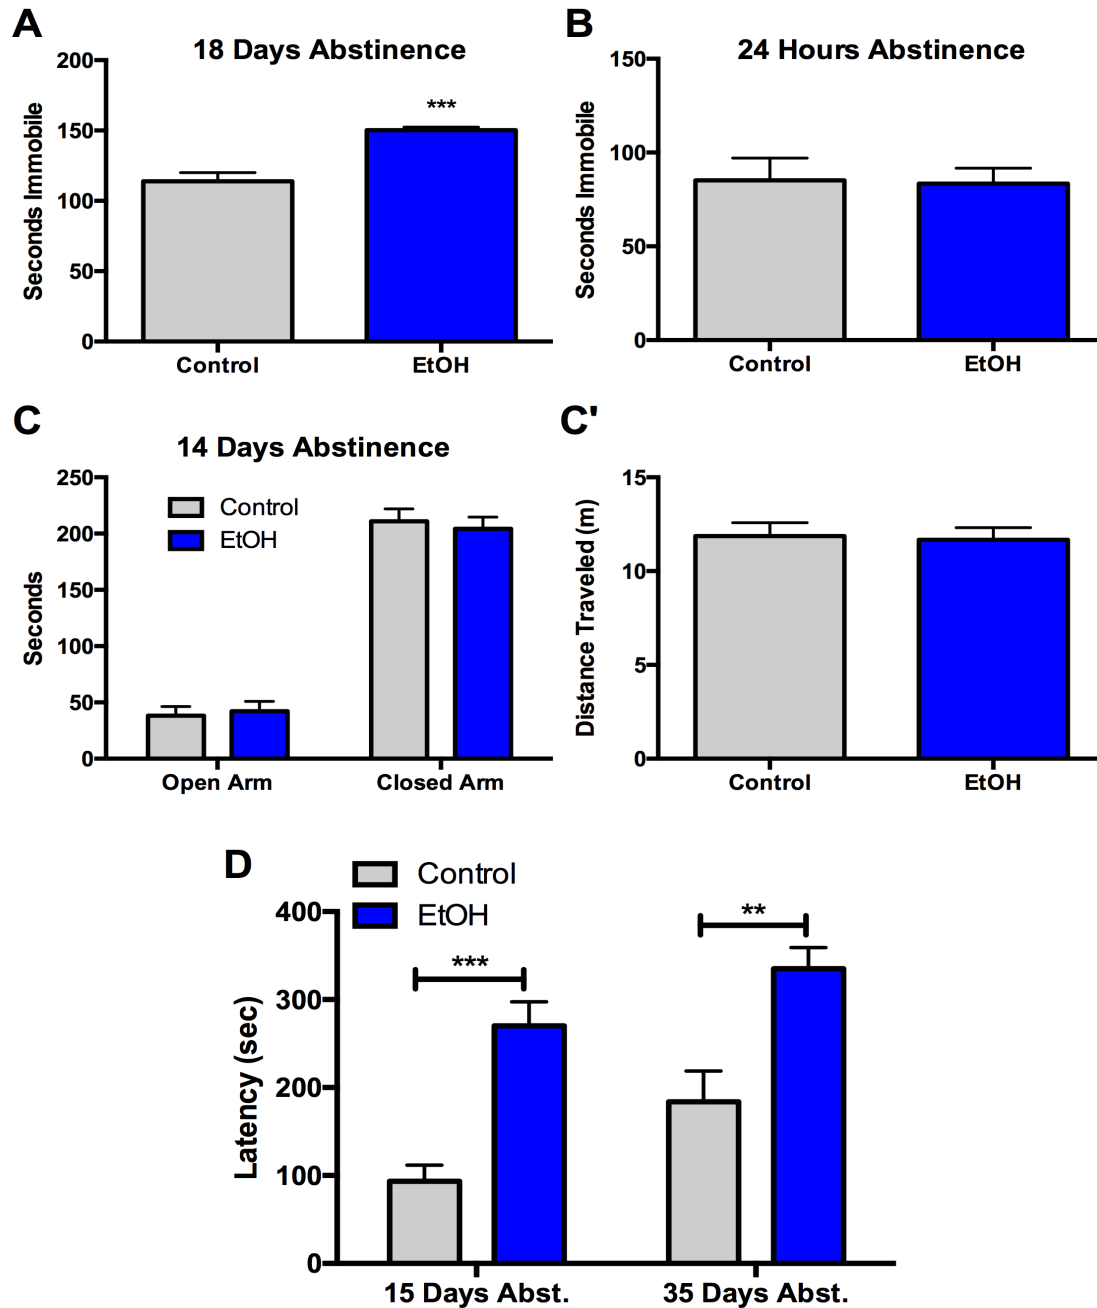 A
18 Days Abstinence
Seconds Immobile
200
150
100
50
0
***
Control
EtOH
B
24 Hours Abstinence
Seconds Immobile
150
100
50
0
Control
EtOH
C
14 Days Abstinence
Seconds
250
200
150
100
50
0
Control
EtOH
Open Arm
Closed Arm
C'
Distance Traveled (m)
15
10
5
0
Control
EtOH
D
Control
EtOH
Latency (sec)
400
300
200
100
0
***
**
15 Days Abst.
35 Days Abst.